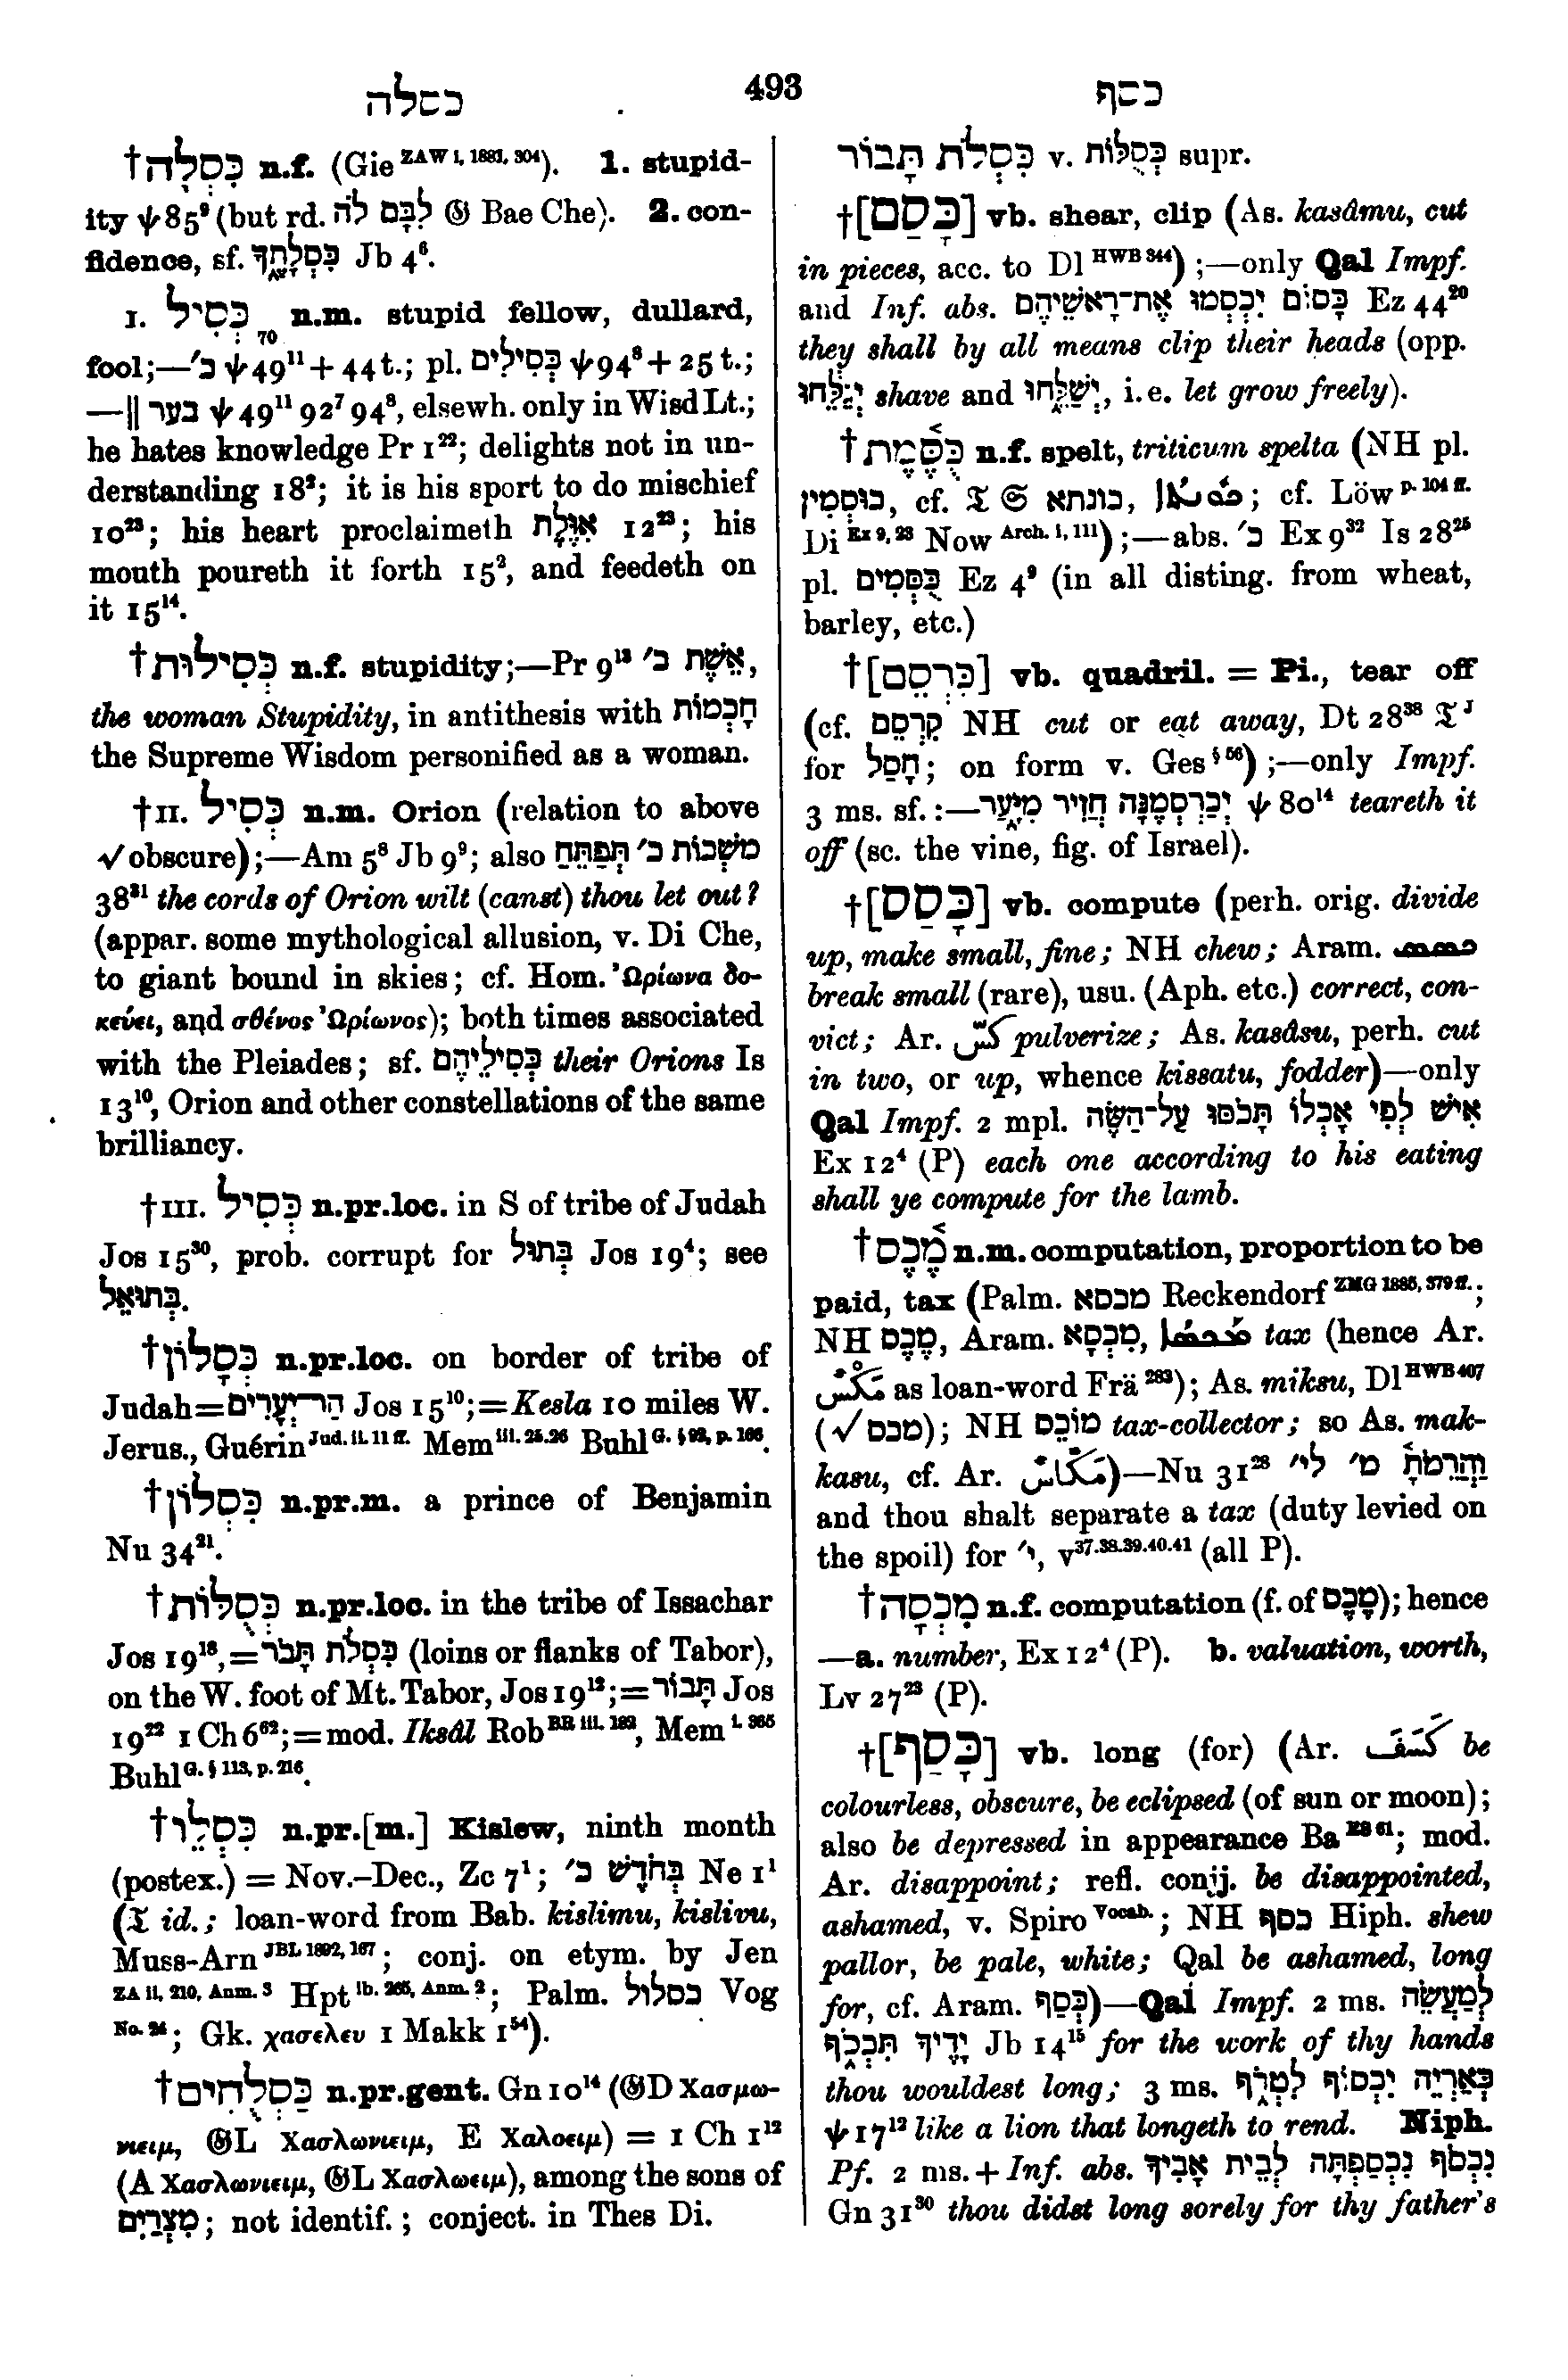 כסלה 493 כסף
†כִּסְלָה n.f. (Gie ZAW i, 1881, 304). 1. stupid-
ity ψ 85⁹ (but rd. לִבָּם לֹה 𝔊 Bae Che). 2. con-
fidence, sf. כִּסְלָתֶךָ Jb 4⁶.
I. כְּסִיל₇₀ n.m. stupid fellow, dullard,
fool;—כ׳ ψ 49¹¹ + 44 t.; pl. כְּסִילִים ψ 94⁸ + 25 t.;
—|| בער ψ 49¹¹ 92⁷ 94⁸, elsewh. only in WisdLt.;
he hates knowledge Pr 1²²; delights not in un-
derstanding 18²; it is his sport to do mischief
10²³; his heart proclaimeth אִוֶּלֶת 12²³; his
mouth poureth it forth 15², and feedeth on
it 15¹⁴.
†כְּסִילוּת n.f. stupidity;—Pr 9¹³ אֵשֶׁת כ׳,
the woman Stupidity, in antithesis with חָכְמוֹת
the Supreme Wisdom personified as a woman.
†II. כְּסִיל n.m. Orion (relation to above
√ obscure);—Am 5⁸ Jb 9⁹; also משְׁכוֹת כ׳ תְּפַתֵּחַ
38³¹ the cords of Orion wilt (canst) thou let out?
(appar. some mythological allusion, v. Di Che,
to giant bound in skies; cf. Hom. Ὠρίωνα δο-
κεύει, and σθένος Ὠρίωνος); both times associated
with the Pleiades; sf. כְּסִילֵיהֶם their Orions Is
13¹⁰, Orion and other constellations of the same
brilliancy.
†III. כְּסִיל n.pr.loc. in S of tribe of Judah
Jos 15³⁰, prob. corrupt for בְּתוּל Jos 19⁴; see
בְּתוּאֵל.
†כְּסָלוֹן n.pr.loc. on border of tribe of
Judah=הַר־יְעָרִים Jos 15¹⁰;=Kesla 10 miles W.
Jerus., Guérin Jud. ii. 11 ff. Mem iii. 25.26 Buhl G. § 93, p. 166.
†כִּסְלוֹן n.pr.m. a prince of Benjamin
Nu 34²¹.
†כְּסֻלּוֹת n.pr.loc. in the tribe of Issachar
Jos 19¹⁸,=כִּסְלֹת תָּבֹר (loins or flanks of Tabor),
on the W. foot of Mt. Tabor, Jos 19¹²;=תָּבוֹר Jos
19²² 1 Ch 6⁶²;=mod. Iksâl Rob BR iii. 182, Mem i. 365
Buhl G. § 113, p. 216.
†כִּסְלֵו n.pr.[m.] Kislew, ninth month
(postex.) = Nov.–Dec., Zc 7¹; בְּחֹדֶשׁ כ׳ Ne 1¹
(𝔗 id.; loan-word from Bab. kislimu, kislivu,
Muss-Arn JBL 1892, 167; conj. on etym. by Jen
ZA ii, 210, Anm. 3 Hpt ib. 265, Anm. 2; Palm. כסלול Vog
No. 24; Gk. χασελευ 1 Makk 1⁵⁴).
†כַּסְלֻחִים n.pr.gent. Gn 10¹⁴ (𝔊D Χασμω-
νιειμ, 𝔊L Χασλωνιειμ, E Χαλοειμ) = 1 Ch 1¹²
(A Χασλωνιειμ, 𝔊L Χασλωειμ), among the sons of
מִצְרַיִם; not identif.; conject. in Thes Di.
כִּסְלֹת תָּבוֹר v. כְּסֻלּוֹת supr.
†[כָּסַם] vb. shear, clip (As. kasâmu, cut
in pieces, acc. to Dl HWB 344);—only Qal Impf.
and Inf. abs. כָּסוֹם יִכְסְמוּ אֶת־רָאשֵׁיהֶם Ez 44²⁰
they shall by all means clip their heads (opp.
יְגַלֵּחוּ shave and יְשַׁלֵּחוּ, i.e. let grow freely).
†כֻּסֶּמֶת n.f. spelt, triticum spelta (NH pl.
כוּסְמִין, cf. 𝔗 𝔖 כונתא, ܟܘܢܬܐ; cf. Löw p. 104 ff.
Di Ex 9, 23 Now Arch. i, 111);—abs. כ׳ Ex 9³² Is 28²⁵
pl. כֻּסְּמִים Ez 4⁹ (in all disting. from wheat,
barley, etc.)
†[כִּרְסֵם] vb. quadril. = Pi., tear off
(cf. קִרְסֵם NH cut or eat away, Dt 28³⁸ 𝔗ᴶ
for חָסַל; on form v. Ges § 56);—only Impf.
3 ms. sf.:—יְכַרְסְמֶנָּה חֲזִיר מִיָּעַר ψ 80¹⁴ teareth it
off (sc. the vine, fig. of Israel).
†[כָּסַס] vb. compute (perh. orig. divide
up, make small, fine; NH chew; Aram. ܟܣܣ
break small (rare), usu. (Aph. etc.) correct, con-
vict; Ar. كسّ pulverize; As. kasâsu, perh. cut
in two, or up, whence kissatu, fodder)—only
Qal Impf. 2 mpl. אִישׁ לְפִי אָכְלוֹ תָּכֹסּוּ עַל־הַשֶּׂה
Ex 12⁴ (P) each one according to his eating
shall ye compute for the lamb.
†מֶכֶס n.m. computation, proportion to be
paid, tax (Palm. מכסא Reckendorf ZMG 1888, 379 ff.;
NH מֶכֶס, Aram. מִכְסָא, ܡܟܣܐ tax (hence Ar.
مَكْسٌ as loan-word Frä 283); As. miksu, Dl HWB 407
(√ מכס); NH מוֹכֵס tax-collector; so As. mak-
kasu, cf. Ar. مَكَّاسٌ)—Nu 31²⁸ וַהֲרֵמֹתָ מ׳ לי״
and thou shalt separate a tax (duty levied on
the spoil) for י׳, v³⁷·³⁸·³⁹·⁴⁰·⁴¹ (all P).
†מִכְסָה n.f. computation (f. of מֶכֶס); hence
—a. number, Ex 12⁴ (P). b. valuation, worth,
Lv 27²³ (P).
†[כָּסַף] vb. long (for) (Ar. كَسَفَ be
colourless, obscure, be eclipsed (of sun or moon);
also be depressed in appearance Ba ES 61; mod.
Ar. disappoint; refl. conjj. be disappointed,
ashamed, v. Spiro Vocab.; NH כסף Hiph. shew
pallor, be pale, white; Qal be ashamed, long
for, cf. Aram. כְּסַף)—Qal Impf. 2 ms. לְמַעֲשֵׂה
יָדֶיךָ תִּכְסֹף Jb 14¹⁵ for the work of thy hands
thou wouldest long; 3 ms. כְּאַרְיֵה יִכְסוֹף לִטְרֹף
ψ 17¹² like a lion that longeth to rend. Niph.
Pf. 2 ms. + Inf. abs. נִכְסֹף נִכְסַפְתָּה לְבֵית אָבִיךָ
Gn 31³⁰ thou didst long sorely for thy father's